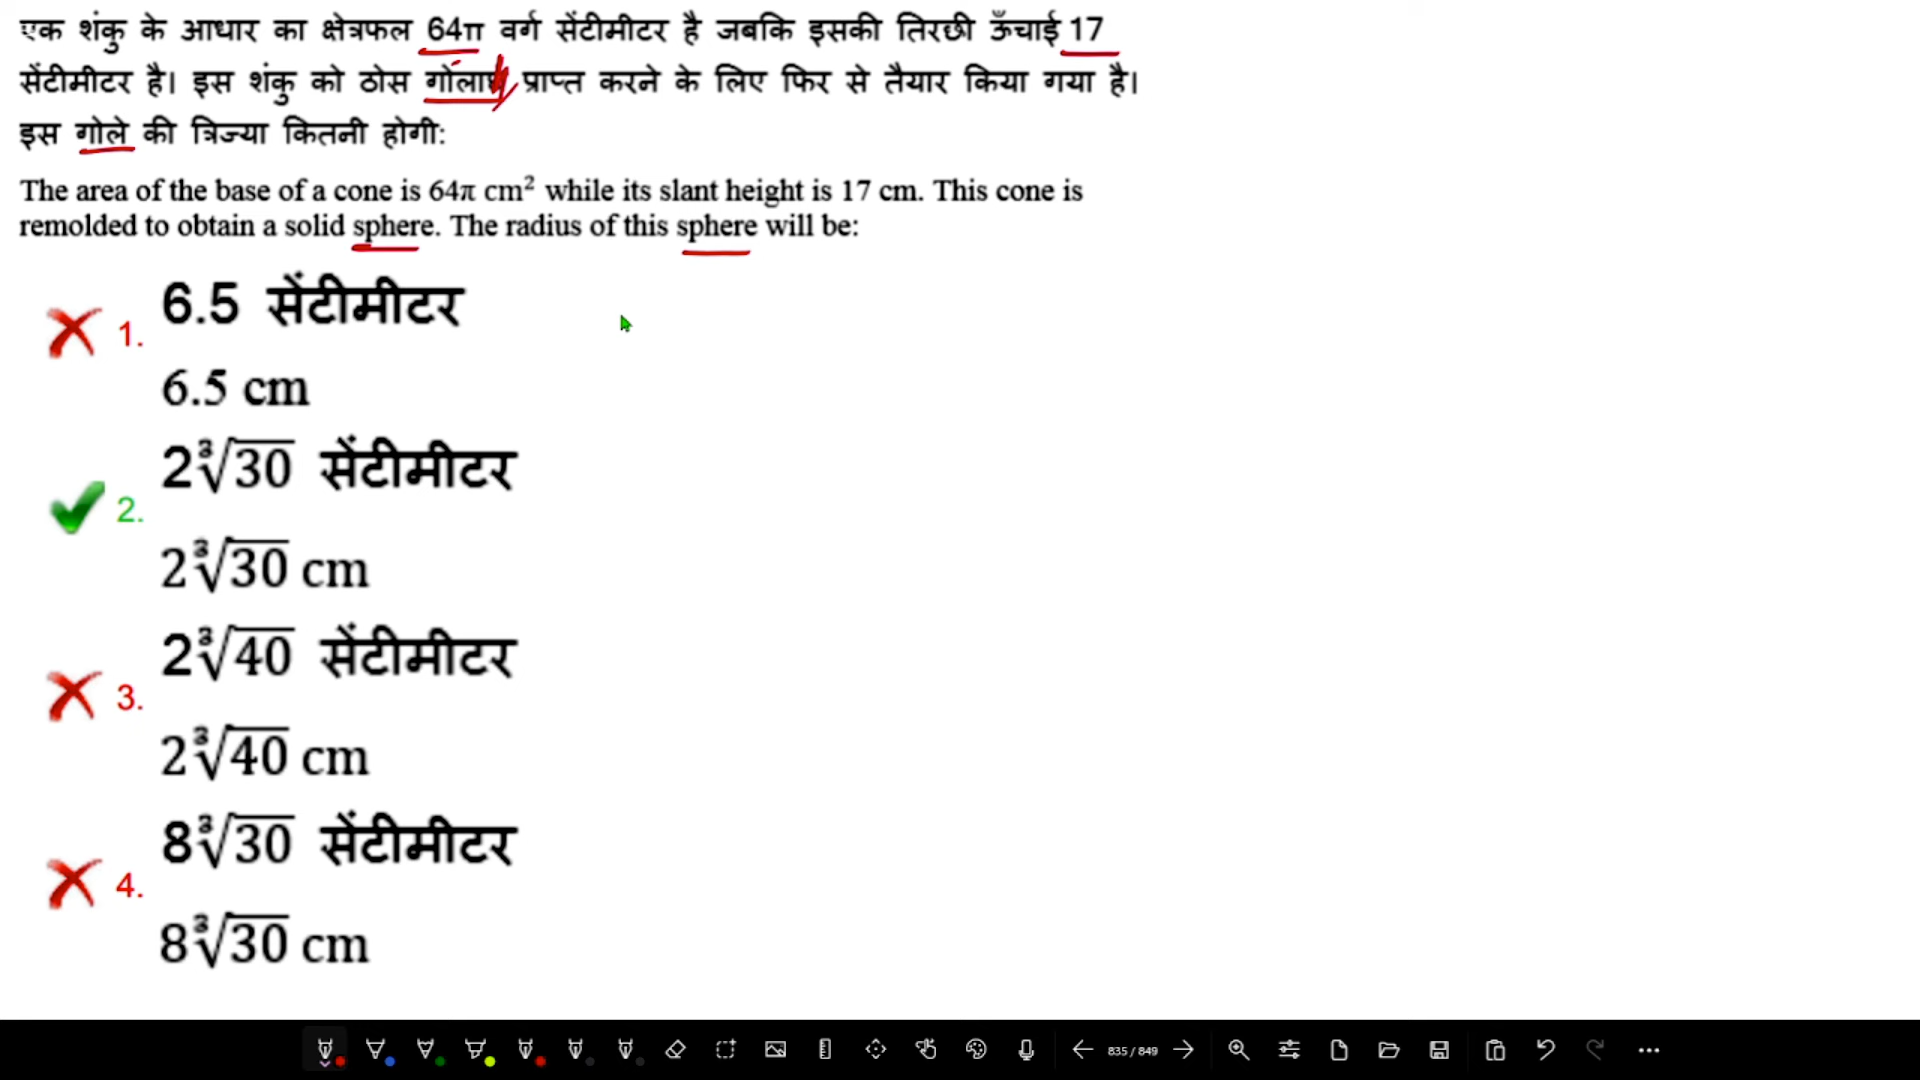 एक शंकु के आधार का क्षेत्रफल 64π वर्ग सेंटीमीटर है जबकि इसकी तिरछी ऊँचाई 17
सेंटीमीटर है। इस शंकु को ठोस प्राप्त करने के लिए फिर से तैयार किया गया है।
इस गोले की त्रिज्या कितनी होगी:
The area of the base of a cone is 64π cm² while its slant height is 17 cm. This cone is
remolded to obtain a solid sphere. The radius of this sphere will be:
1. 6.5 सेंटीमीटर
6.5 cm
2. 2∛30 सेंटीमीटर
2∛30 cm
3. 2∛40 सेंटीमीटर
2∛40 cm
4. 8∛30 सेंटीमीटर
8∛30 cm
835 / 849